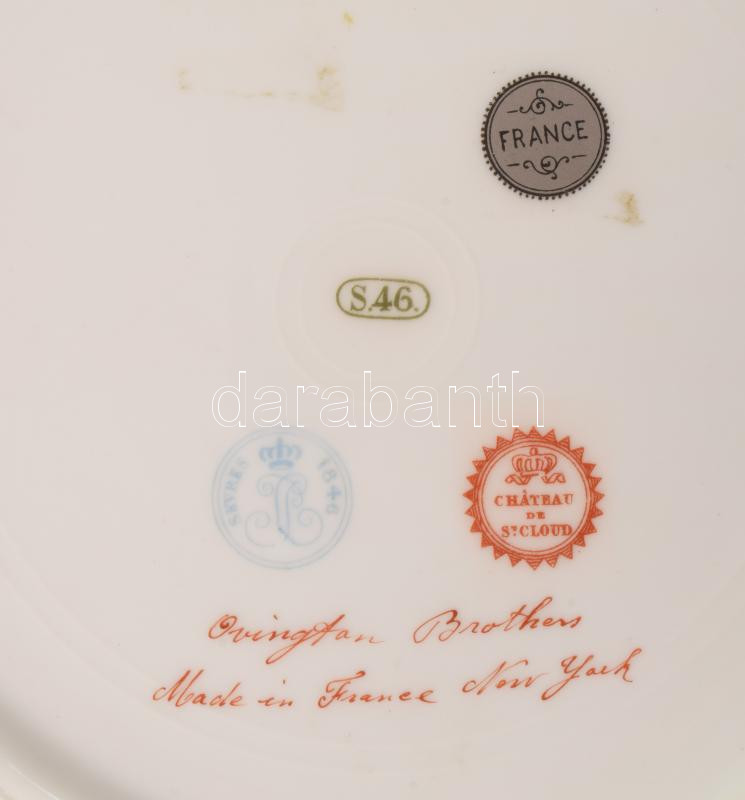 FRANCE
S.46.
darabanth
SEVRES 1846
CHÂTEAU
DE
ST CLOUD
Ovington Brothers
Made in France New York